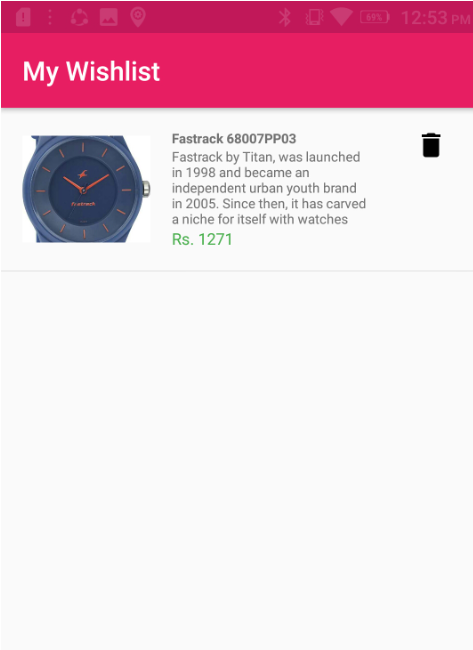 69%
12:53 PM
My Wishlist
Fastrack 68007PP03
Fastrack by Titan, was launched
in 1998 and became an
independent urban youth brand
in 2005. Since then, it has carved
a niche for itself with watches
Rs. 1271
Fastrack